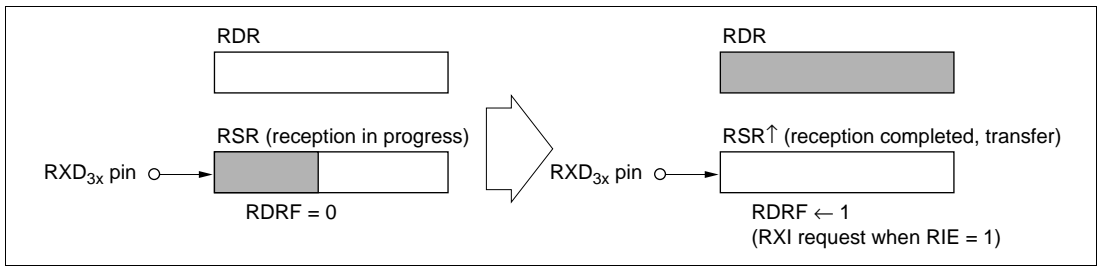 RDR
RSR (reception in progress)
RXD3x pin
RDRF = 0
RDR
RSR↑ (reception completed, transfer)
RXD3x pin
RDRF ← 1
(RXI request when RIE = 1)